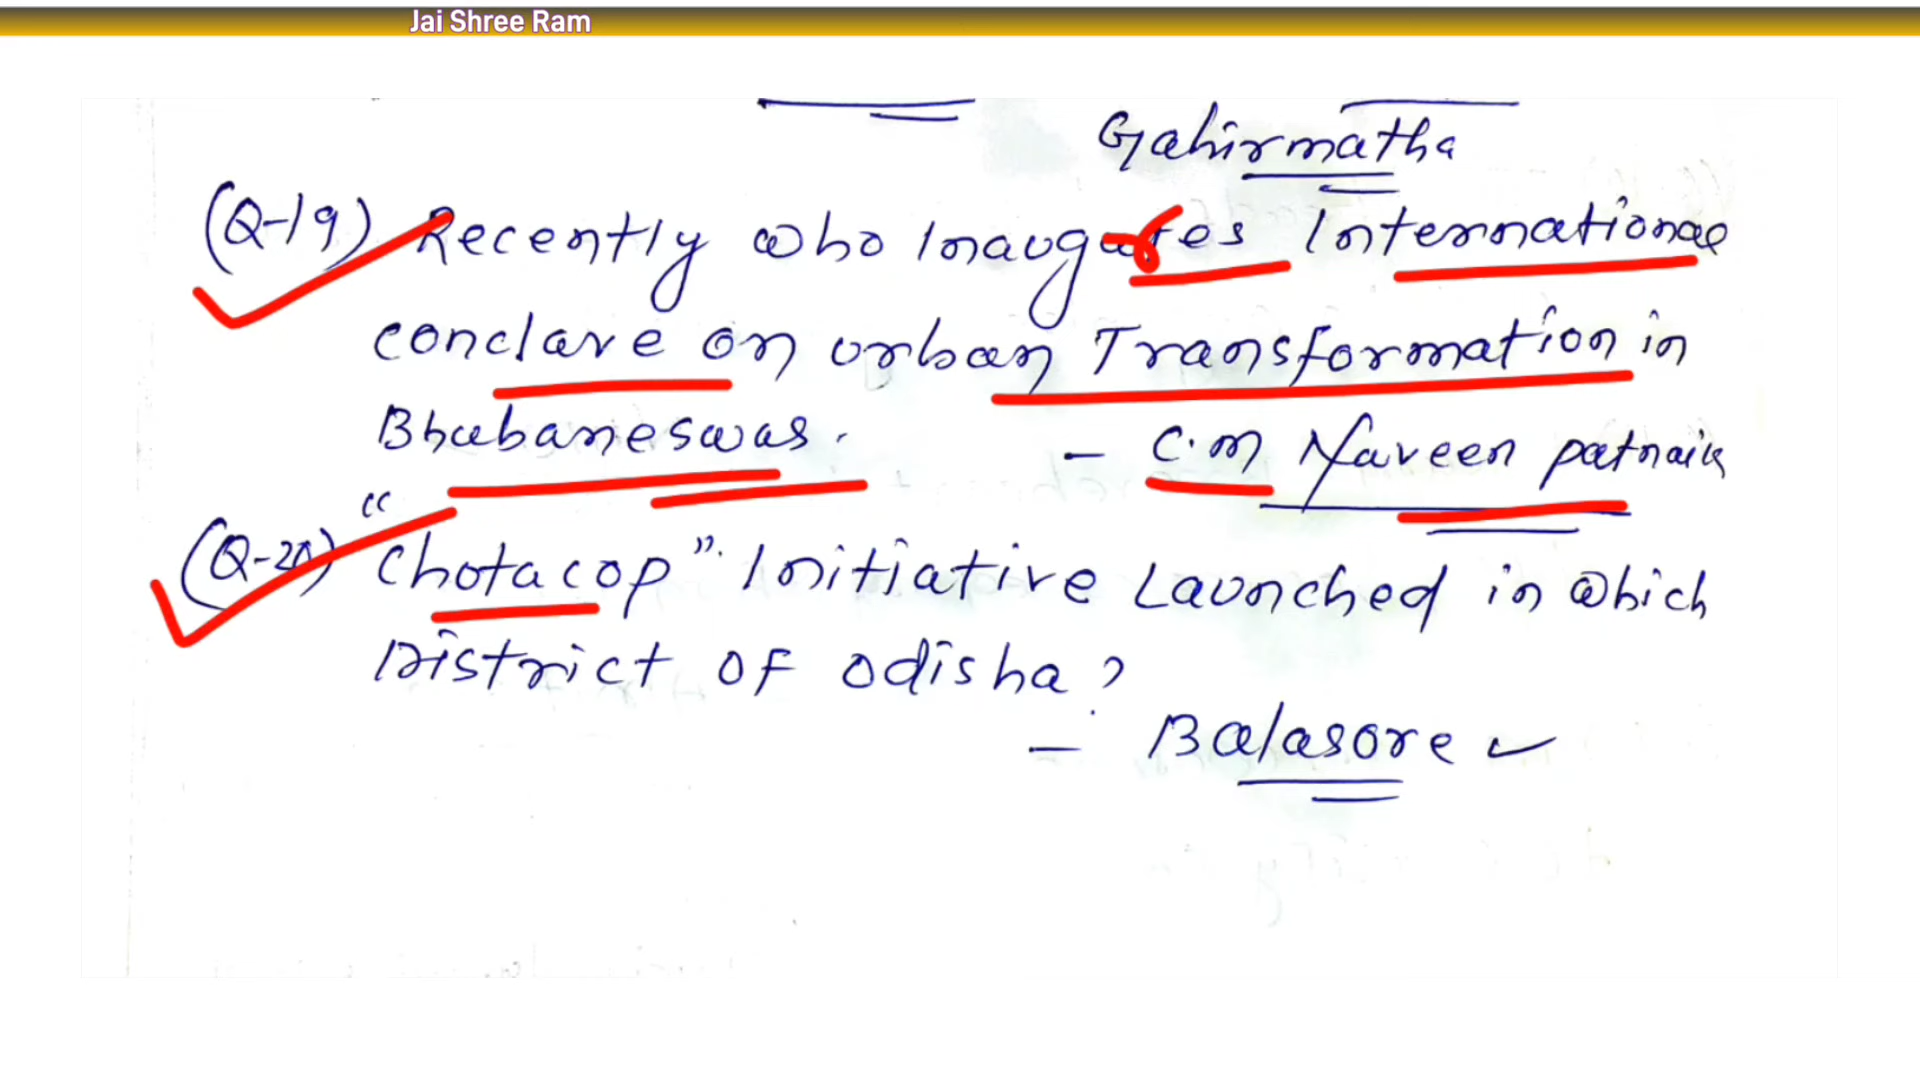 Jai Shree Ram
Gahirmatha
(Q-19) Recently who Inaugates International
conclave on urban Transformation in
Bhubaneswar.
- C.M Naveen patnaik
(Q-20) "Chotacop" Initiative Launched in which
District OF Odisha?
- Balasore